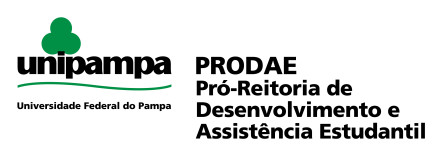 unipampa
Universidade Federal do Pampa
PRODAE
Pró-Reitoria de
Desenvolvimento e
Assistência Estudantil